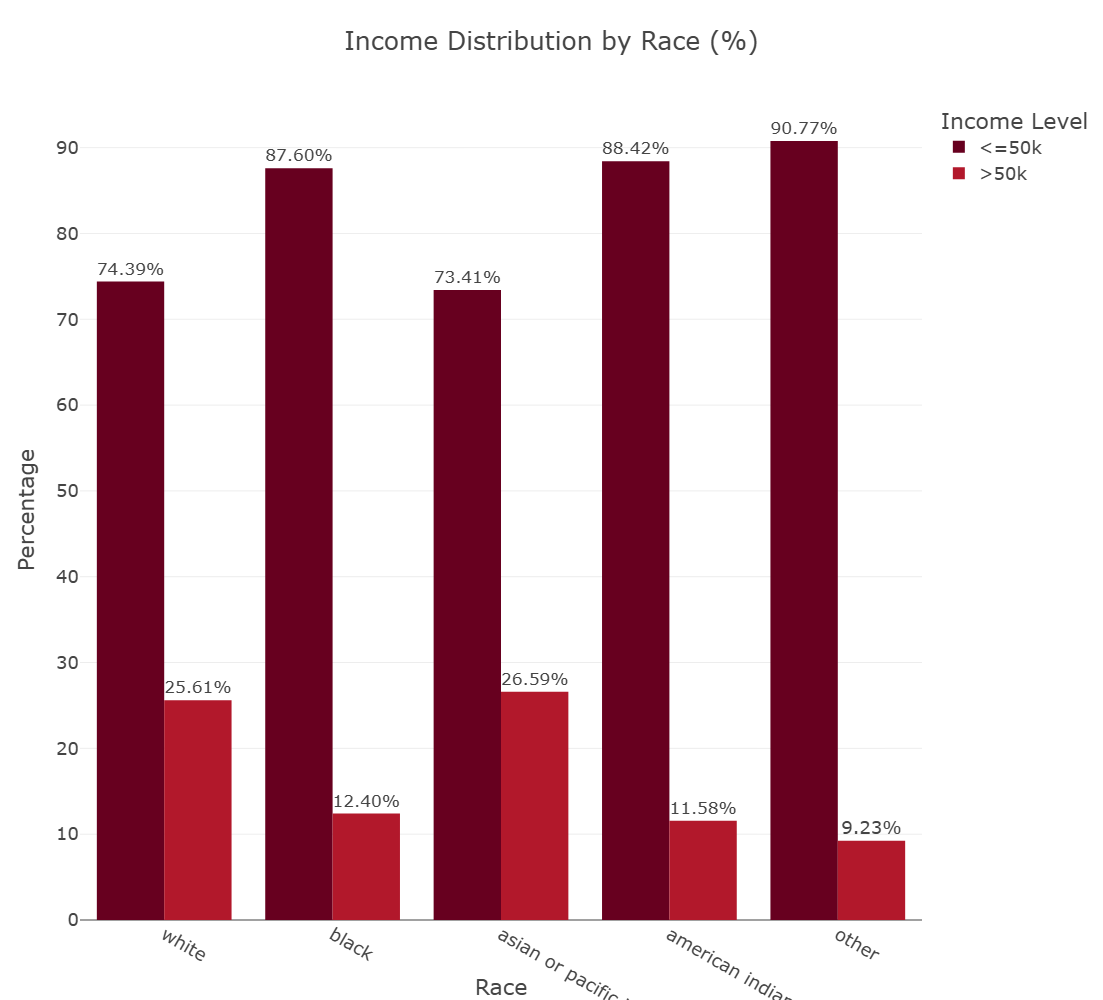 Income Distribution by Race (%)
Income Level
<=50k
>50k
Percentage
90
80
70
60
50
40
30
20
10
0
74.39%
25.61%
87.60%
12.40%
73.41%
26.59%
88.42%
11.58%
90.77%
9.23%
white
black
asian or pacific
american indian
other
Race